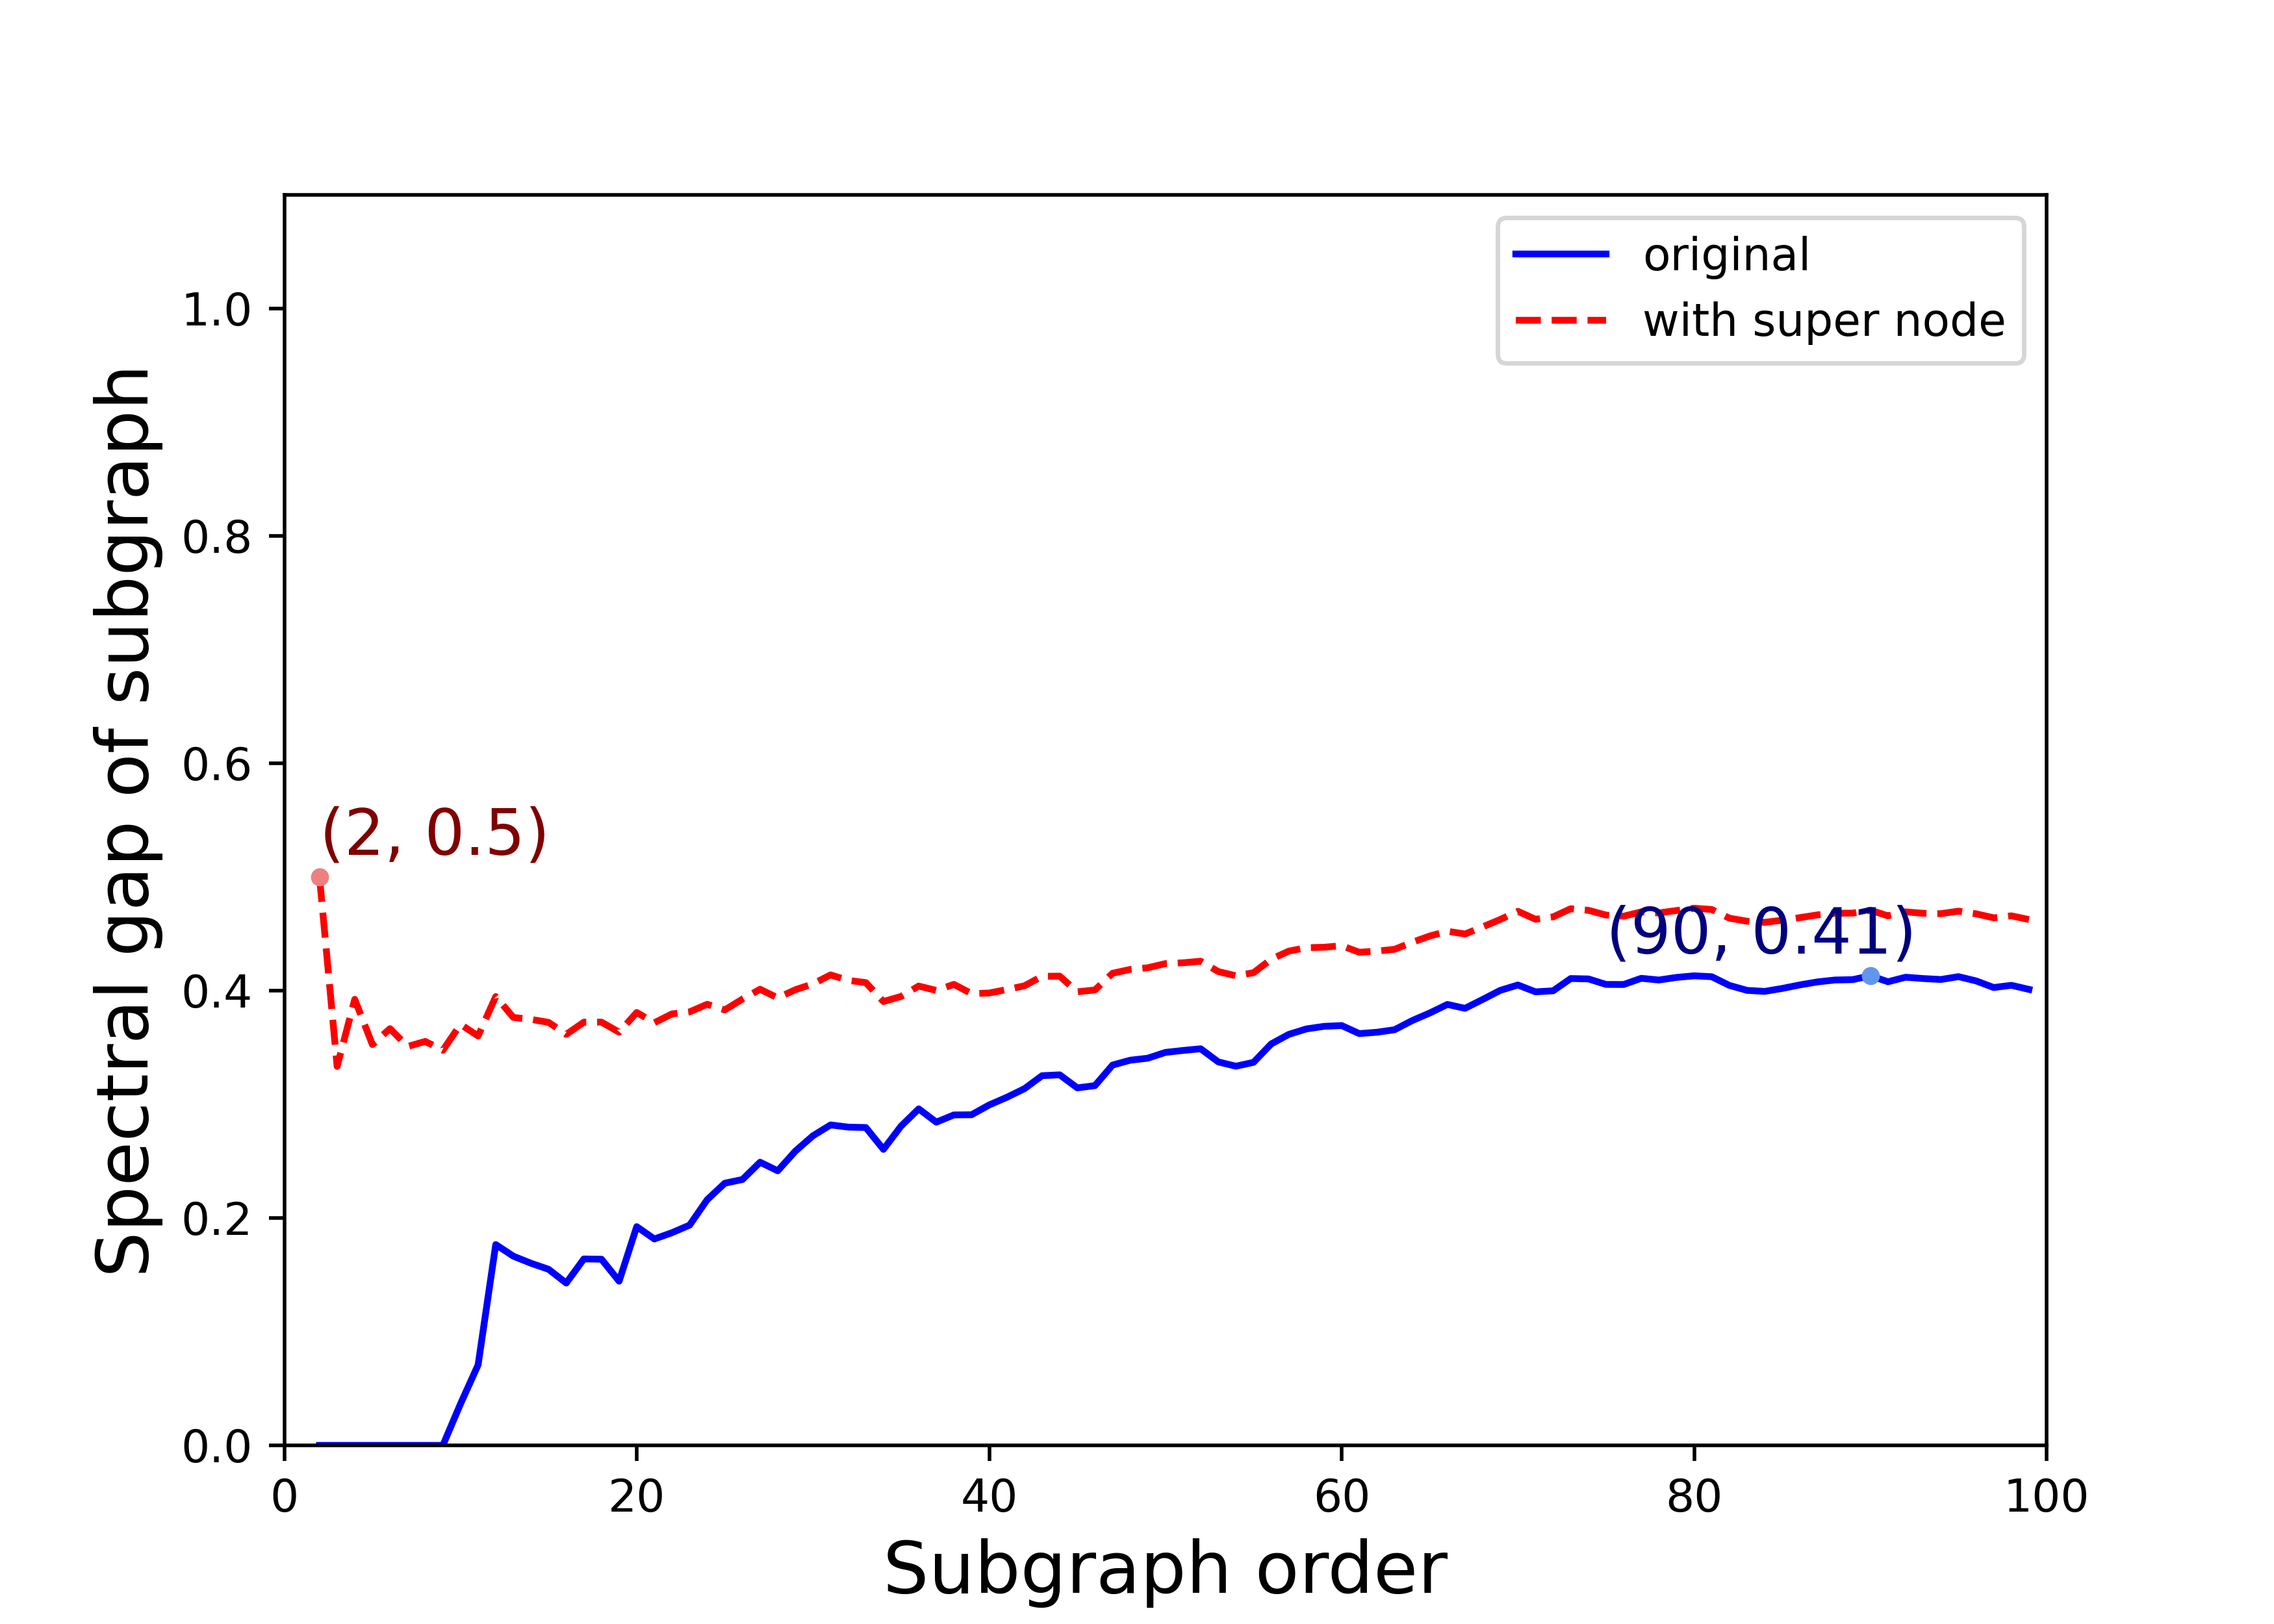 original
with super node
Spectral gap of subgraph
1.0
0.8
0.6
0.4
0.2
0.0
(2, 0.5)
(90, 0.41)
0 20 40 60 80 100
Subgraph order